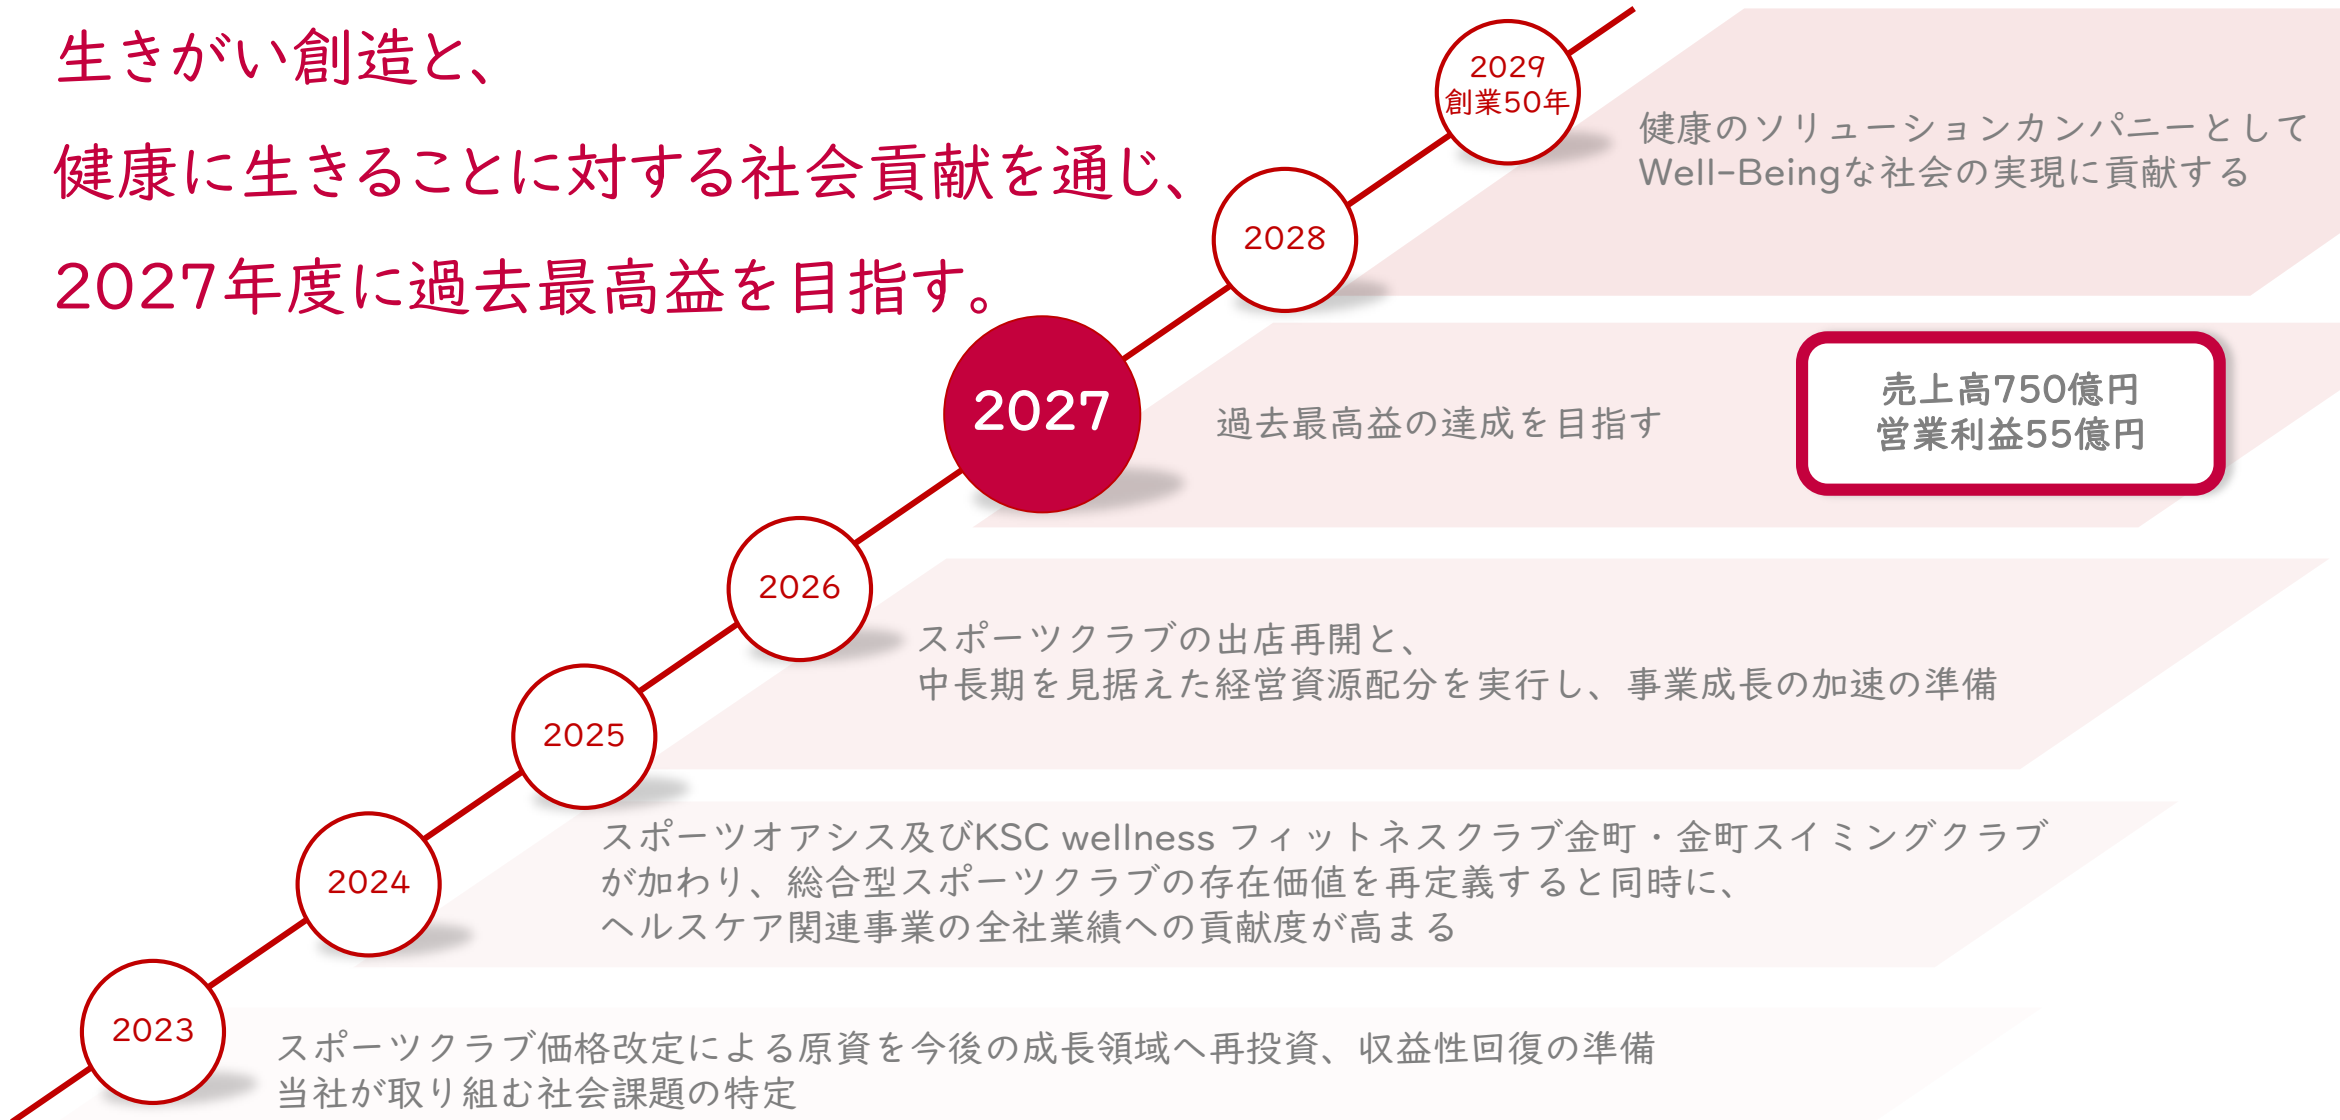 生きがい創造と、
健康に生きることに対する社会貢献を通じ、
2027年度に過去最高益を目指す。
2029
創業50年
健康のソリューションカンパニーとして
Well-Beingな社会の実現に貢献する
2028
2027
過去最高益の達成を目指す
売上高750億円
営業利益55億円
2026
スポーツクラブの出店再開と、
中長期を見据えた経営資源配分を実行し、事業成長の加速の準備
2025
スポーツオアシス及びKSC wellness フィットネスクラブ金町・金町スイミングクラブ
が加わり、総合型スポーツクラブの存在価値を再定義すると同時に、
ヘルスケア関連事業の全社業績への貢献度が高まる
2024
2023
スポーツクラブ価格改定による原資を今後の成長領域へ再投資、収益性回復の準備
当社が取り組む社会課題の特定